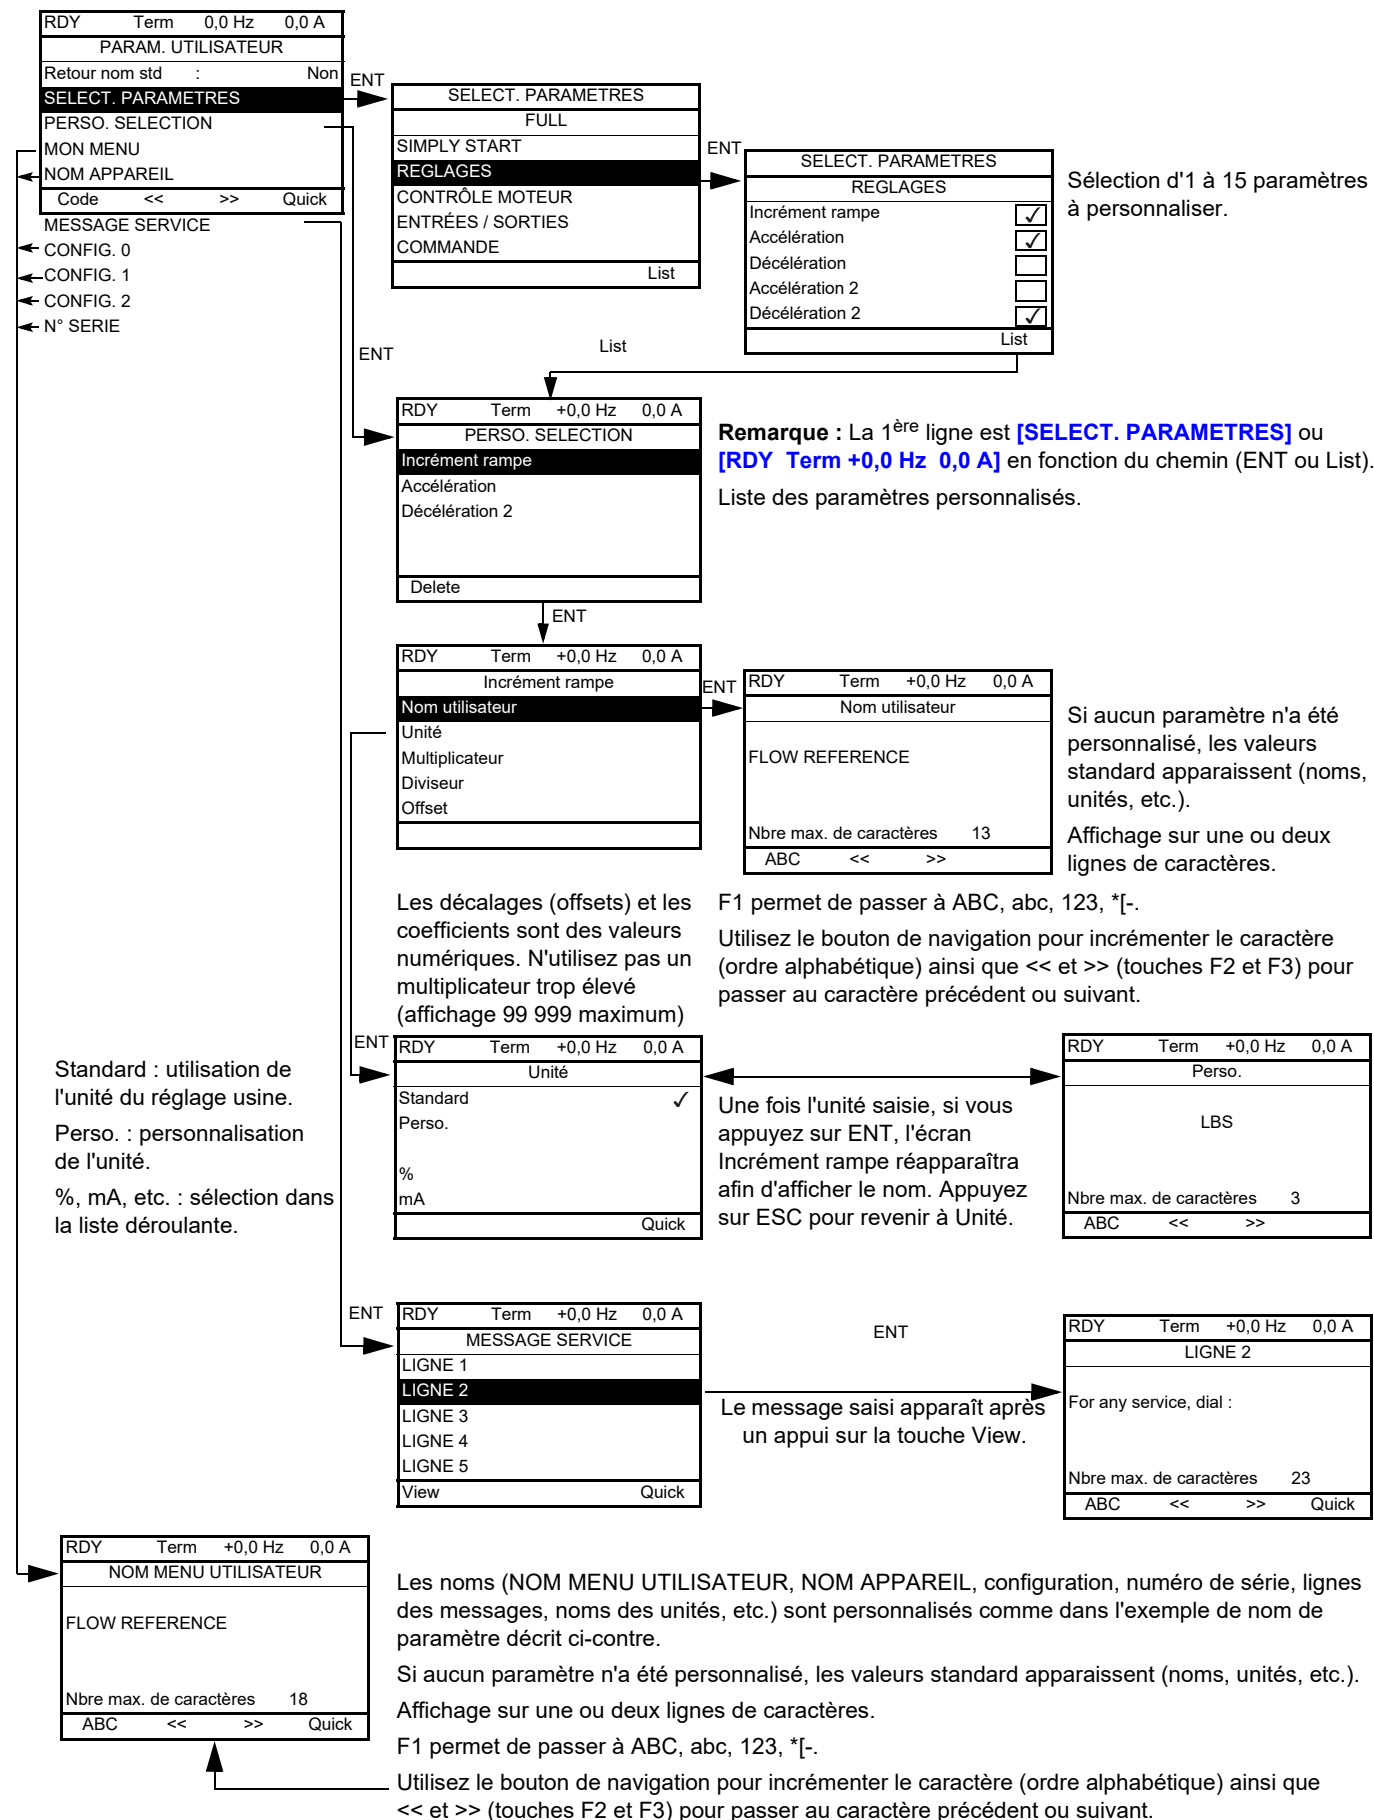 RDY Term 0,0 Hz 0,0 A
PARAM. UTILISATEUR
Retour nom std : Non
SELECT. PARAMETRES
PERSO. SELECTION
MON MENU
NOM APPAREIL
Code << >> Quick
MESSAGE SERVICE
CONFIG. 0
CONFIG. 1
CONFIG. 2
N° SERIE
ENT
SELECT. PARAMETRES
FULL
SIMPLY START
REGLAGES
CONTRÔLE MOTEUR
ENTRÉES / SORTIES
COMMANDE
List
ENT
SELECT. PARAMETRES
REGLAGES
Incrément rampe ✓
Accélération ✓
Décélération
Accélération 2
Décélération 2 ✓
List
Sélection d'1 à 15 paramètres
à personnaliser.
ENT
List
RDY Term +0,0 Hz 0,0 A
PERSO. SELECTION
Incrément rampe
Accélération
Décélération 2
Delete
Remarque : La 1ère ligne est [SELECT. PARAMETRES] ou
[RDY Term +0,0 Hz 0,0 A] en fonction du chemin (ENT ou List).
Liste des paramètres personnalisés.
ENT
RDY Term +0,0 Hz 0,0 A
Incrément rampe
Nom utilisateur
Unité
Multiplicateur
Diviseur
Offset
ENT
RDY Term +0,0 Hz 0,0 A
Nom utilisateur
FLOW REFERENCE
Nbre max. de caractères 13
ABC << >>
Si aucun paramètre n'a été
personnalisé, les valeurs
standard apparaissent (noms,
unités, etc.).
Affichage sur une ou deux
lignes de caractères.
Les décalages (offsets) et les
coefficients sont des valeurs
numériques. N'utilisez pas un
multiplicateur trop élevé
(affichage 99 999 maximum)
F1 permet de passer à ABC, abc, 123, *[-.
Utilisez le bouton de navigation pour incrémenter le caractère
(ordre alphabétique) ainsi que << et >> (touches F2 et F3) pour
passer au caractère précédent ou suivant.
Standard : utilisation de
l'unité du réglage usine.
Perso. : personnalisation
de l'unité.
%, mA, etc. : sélection dans
la liste déroulante.
ENT
RDY Term +0,0 Hz 0,0 A
Unité
Standard ✓
Perso.
%
mA
Quick
Une fois l'unité saisie, si vous
appuyez sur ENT, l'écran
Incrément rampe réapparaîtra
afin d'afficher le nom. Appuyez
sur ESC pour revenir à Unité.
RDY Term +0,0 Hz 0,0 A
Perso.
LBS
Nbre max. de caractères 3
ABC << >>
ENT
RDY Term +0,0 Hz 0,0 A
MESSAGE SERVICE
LIGNE 1
LIGNE 2
LIGNE 3
LIGNE 4
LIGNE 5
View Quick
ENT
Le message saisi apparaît après
un appui sur la touche View.
RDY Term +0,0 Hz 0,0 A
LIGNE 2
For any service, dial :
Nbre max. de caractères 23
ABC << >> Quick
RDY Term +0,0 Hz 0,0 A
NOM MENU UTILISATEUR
FLOW REFERENCE
Nbre max. de caractères 18
ABC << >> Quick
Les noms (NOM MENU UTILISATEUR, NOM APPAREIL, configuration, numéro de série, lignes
des messages, noms des unités, etc.) sont personnalisés comme dans l'exemple de nom de
paramètre décrit ci-contre.
Si aucun paramètre n'a été personnalisé, les valeurs standard apparaissent (noms, unités, etc.).
Affichage sur une ou deux lignes de caractères.
F1 permet de passer à ABC, abc, 123, *[-.
Utilisez le bouton de navigation pour incrémenter le caractère (ordre alphabétique) ainsi que
<< et >> (touches F2 et F3) pour passer au caractère précédent ou suivant.